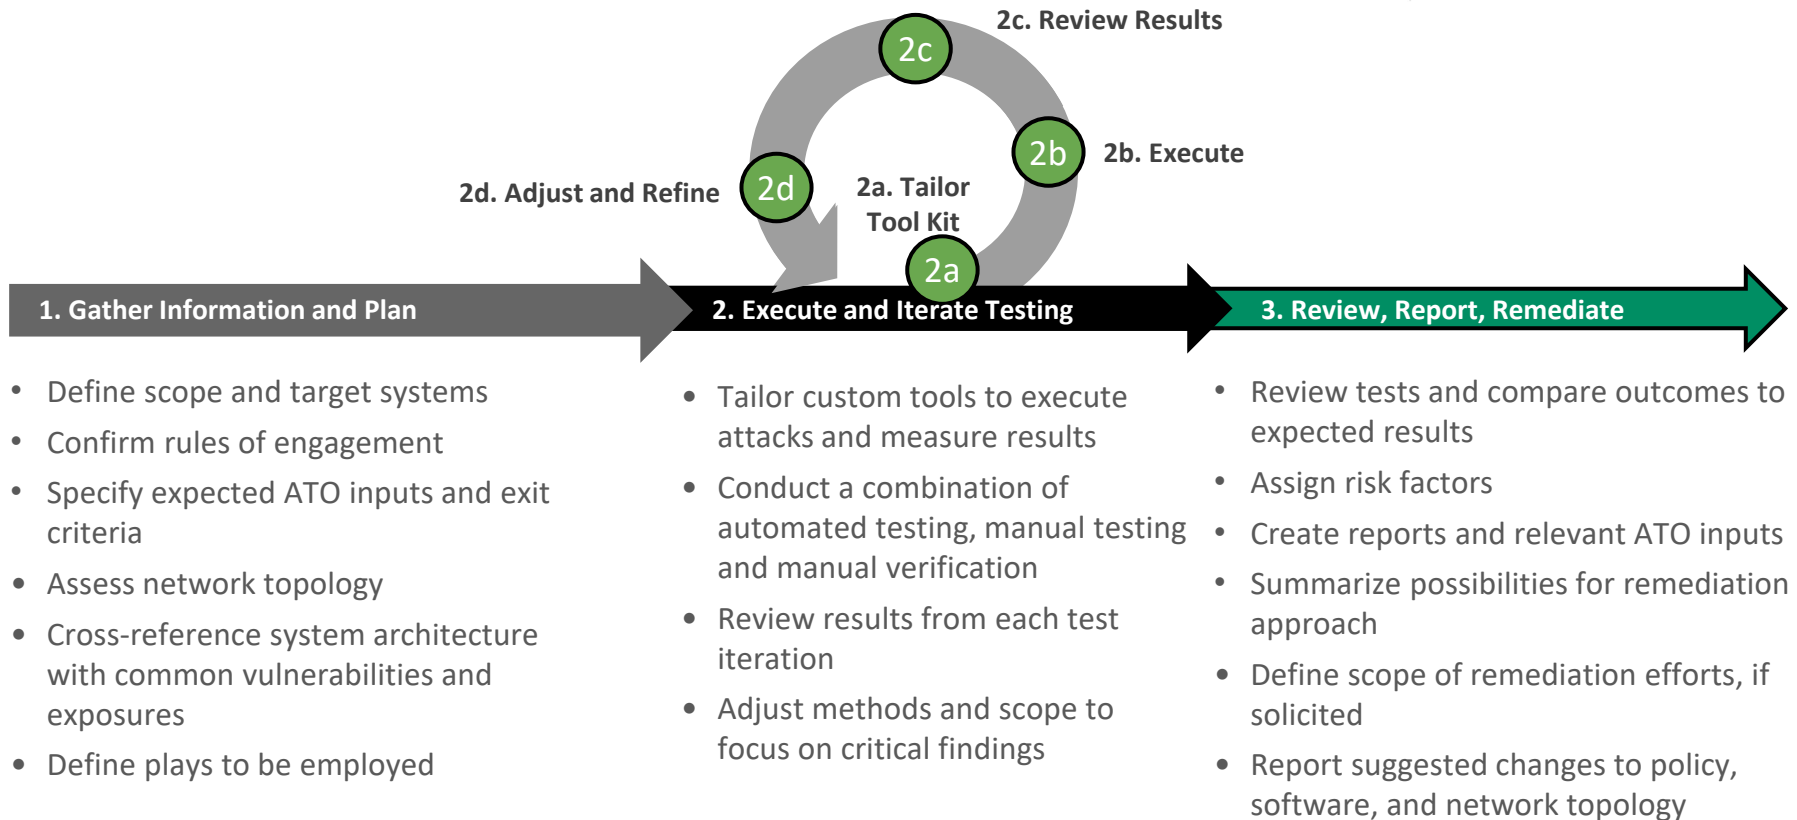 2c. Review Results
2c
2b
2b. Execute
2d. Adjust and Refine
2d
2a. Tailor
Tool Kit
2a
1. Gather Information and Plan
2. Execute and Iterate Testing
3. Review, Report, Remediate
• Define scope and target systems
• Confirm rules of engagement
• Specify expected ATO inputs and exit
criteria
• Assess network topology
• Cross-reference system architecture
with common vulnerabilities and
exposures
• Define plays to be employed
• Tailor custom tools to execute
attacks and measure results
• Conduct a combination of
automated testing, manual testing
and manual verification
• Review results from each test
iteration
• Adjust methods and scope to
focus on critical findings
• Review tests and compare outcomes to
expected results
• Assign risk factors
• Create reports and relevant ATO inputs
• Summarize possibilities for remediation
approach
• Define scope of remediation efforts, if
solicited
• Report suggested changes to policy,
software, and network topology